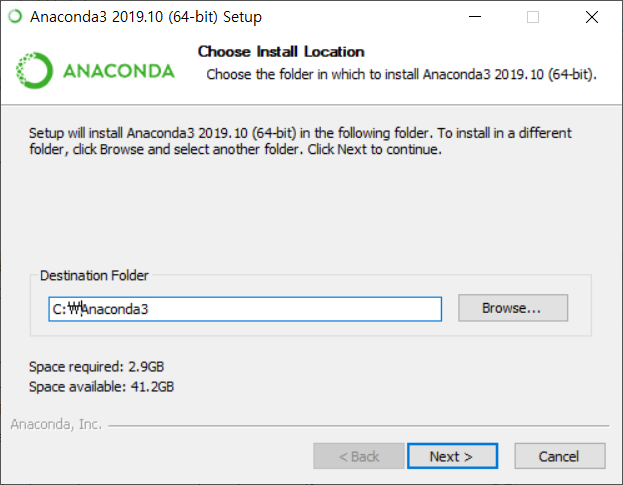 Anaconda3 2019.10 (64-bit) Setup
Choose Install Location
ANACONDA
Choose the folder in which to install Anaconda3 2019.10 (64-bit).
Setup will install Anaconda3 2019.10 (64-bit) in the following folder. To install in a different
folder, click Browse and select another folder. Click Next to continue.
Destination Folder
C:₩Anaconda3
Browse...
Space required: 2.9GB
Space available: 41.2GB
Anaconda, Inc.
< Back
Next >
Cancel